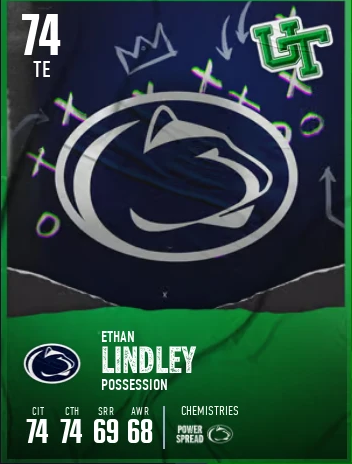 74
TE
UT
ETHAN
LINDLEY
POSSESSION
CIT CTH SRR AWR
74 74 69 68
CHEMISTRIES
POWER
SPREAD